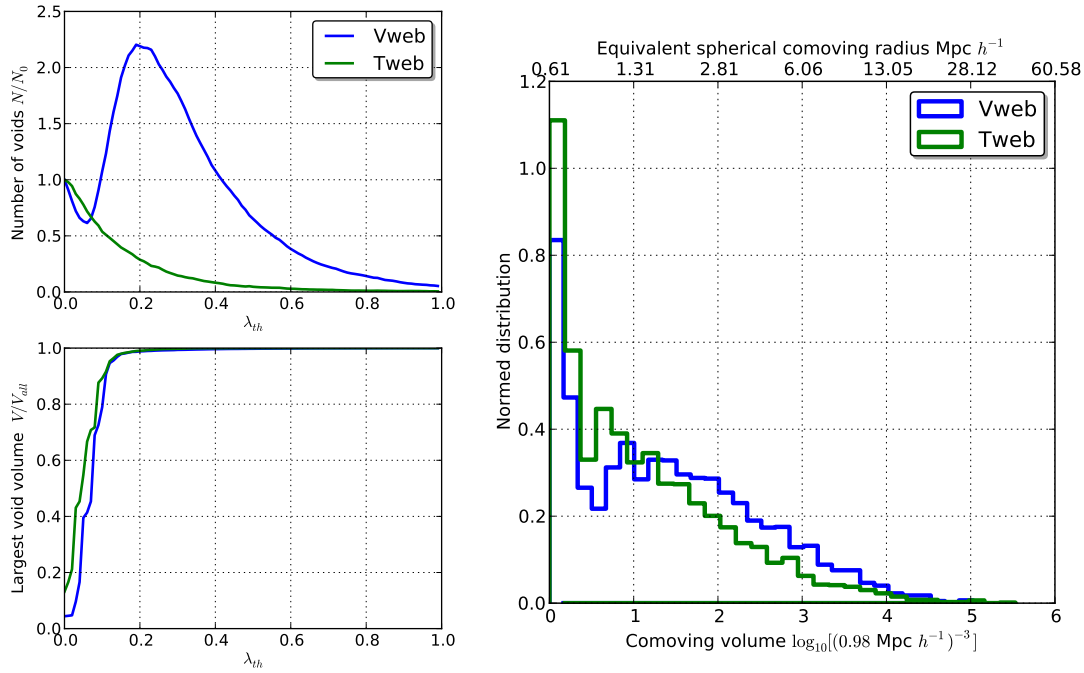 2.5
2.0
1.5
1.0
0.5
0.0
Number of voids N/N₀
Vweb
Tweb
0.0 0.2 0.4 0.6 0.8 1.0
λ_th
1.0
0.8
0.6
0.4
0.2
0.0
Largest void volume V/V_all
0.0 0.2 0.4 0.6 0.8 1.0
λ_th
Equivalent spherical comoving radius Mpc h⁻¹
0.61 1.31 2.81 6.06 13.05 28.12 60.58
1.2
1.0
0.8
0.6
0.4
0.2
0.0
Normed distribution
Vweb
Tweb
0 1 2 3 4 5 6
Comoving volume log₁₀[(0.98 Mpc h⁻¹)⁻³]